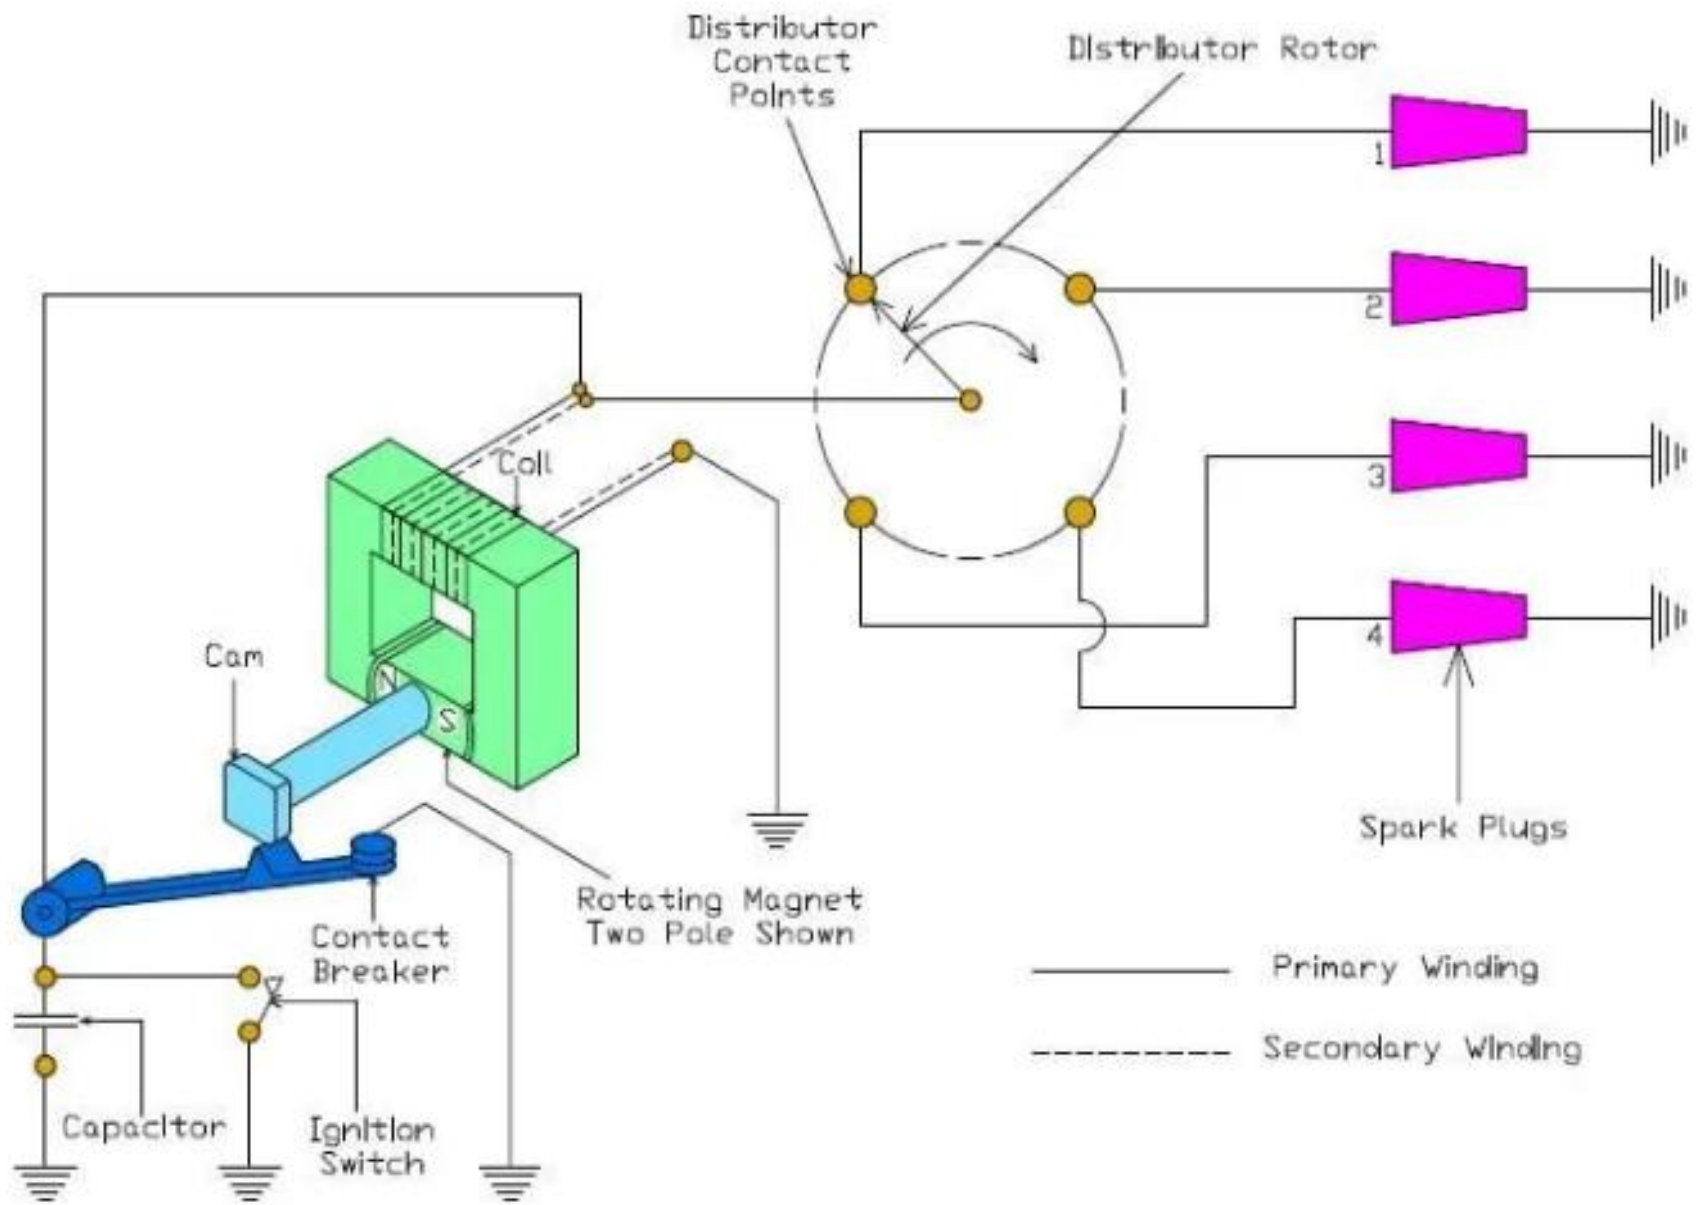 Distributor
Contact
Points
Distributor Rotor
1
2
3
4
Coil
Cam
N
S
Spark Plugs
Rotating Magnet
Two Pole Shown
Contact
Breaker
Primary Winding
Secondary Winding
Capacitor
Ignition
Switch